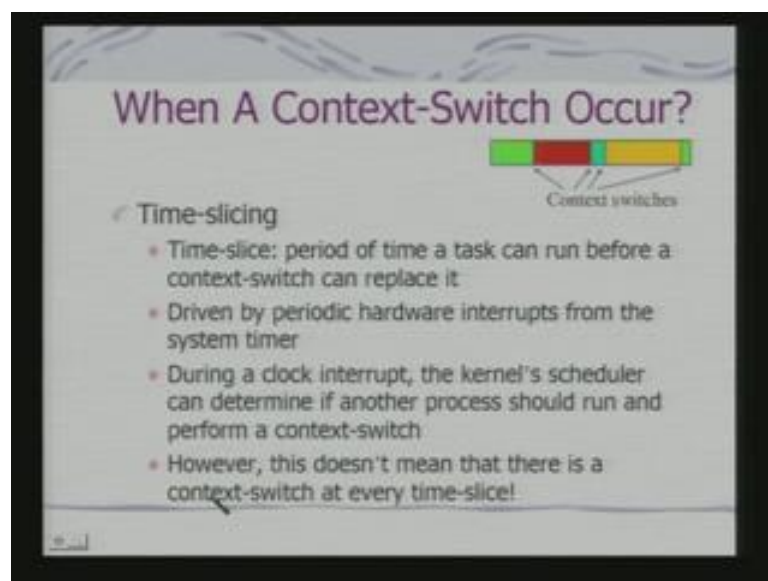 When A Context-Switch Occur?
Context switches
Time-slicing
Time-slice: period of time a task can run before a
context-switch can replace it
Driven by periodic hardware interrupts from the
system timer
During a clock interrupt, the kernel's scheduler
can determine if another process should run and
perform a context-switch
However, this doesn't mean that there is a
context-switch at every time-slice!